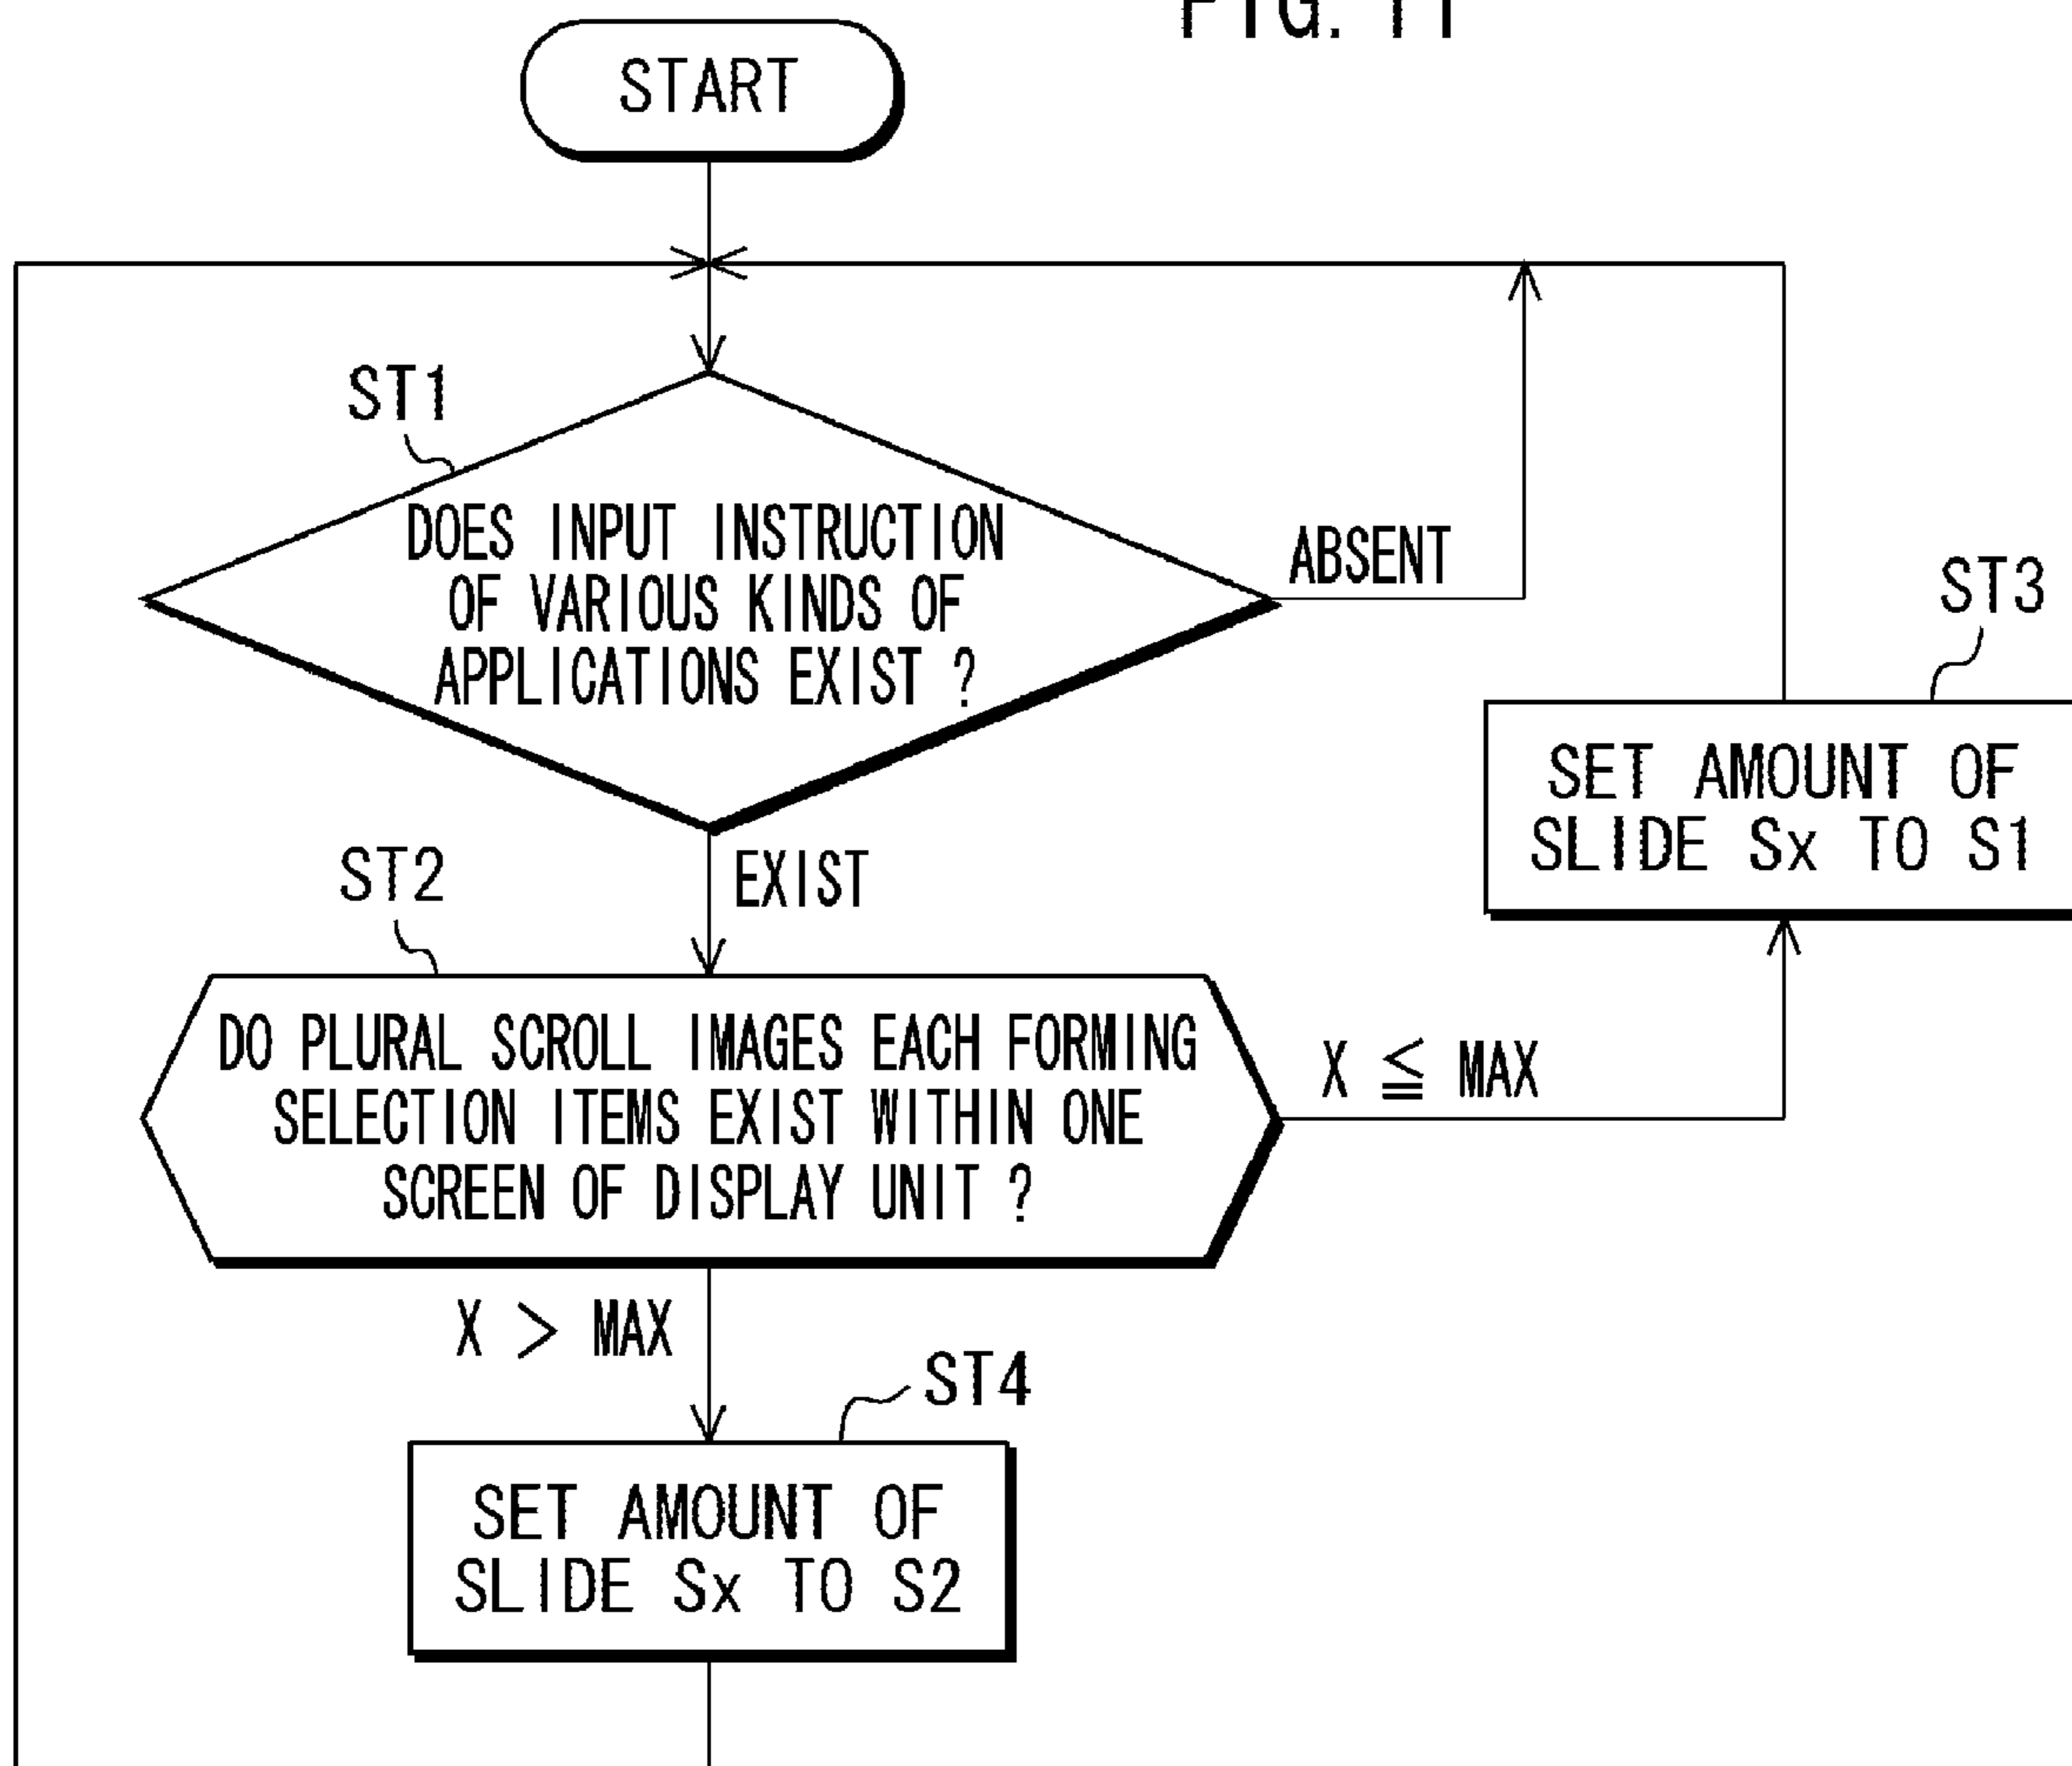 FIG. 11
START
ST1
DOES INPUT INSTRUCTION
OF VARIOUS KINDS OF
APPLICATIONS EXIST ?
ABSENT
ST3
SET AMOUNT OF
SLIDE Sx TO S1
EXIST
ST2
DO PLURAL SCROLL IMAGES EACH FORMING
SELECTION ITEMS EXIST WITHIN ONE
SCREEN OF DISPLAY UNIT ?
X ≦ MAX
X > MAX
ST4
SET AMOUNT OF
SLIDE Sx TO S2